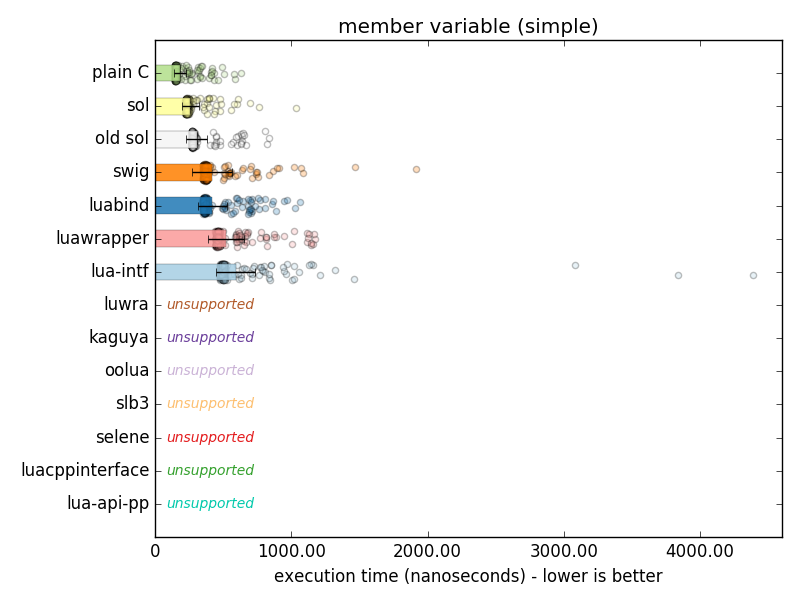 member variable (simple)
plain C
sol
old sol
swig
luabind
luawrapper
lua-intf
luwra unsupported
kaguya unsupported
oolua unsupported
slb3 unsupported
selene unsupported
luacppinterface unsupported
lua-api-pp unsupported
0 1000.00 2000.00 3000.00 4000.00
execution time (nanoseconds) - lower is better